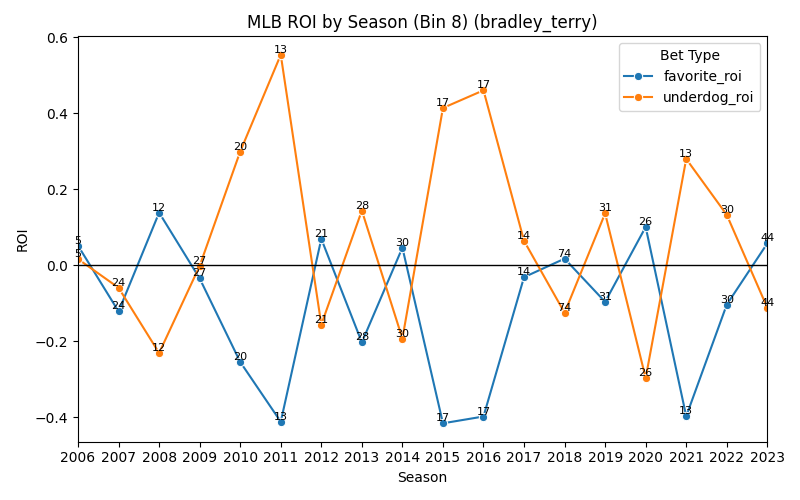 MLB ROI by Season (Bin 8) (bradley_terry)
Bet Type
favorite_roi
underdog_roi
ROI
0.6
0.4
0.2
0.0
−0.2
−0.4
5 24 12 27 20 13 21 28 30 17 17 14 74 31 26 13 30 44
5 24 12 27 20 13 21 28 30 17 17 14 74 31 26 13 30 44
2006 2007 2008 2009 2010 2011 2012 2013 2014 2015 2016 2017 2018 2019 2020 2021 2022 2023
Season